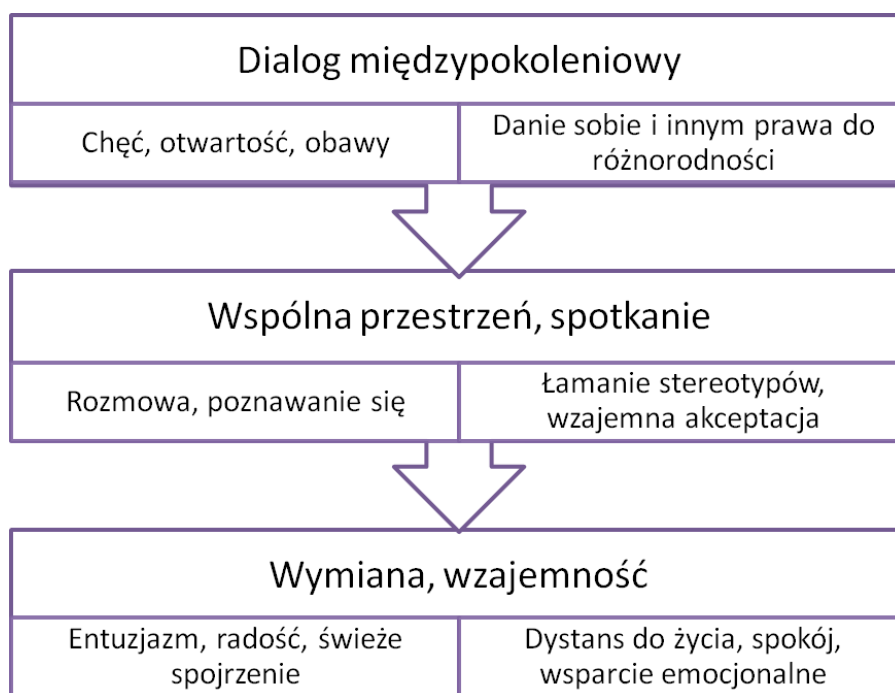 Dialog międzypokoleniowy
Chęć, otwartość, obawy
Danie sobie i innym prawa do
różnorodności
Wspólna przestrzeń, spotkanie
Rozmowa, poznawanie się
Łamanie stereotypów,
wzajemna akceptacja
Wymiana, wzajemność
Entuzjazm, radość, świeże
spojrzenie
Dystans do życia, spokój,
wsparcie emocjonalne